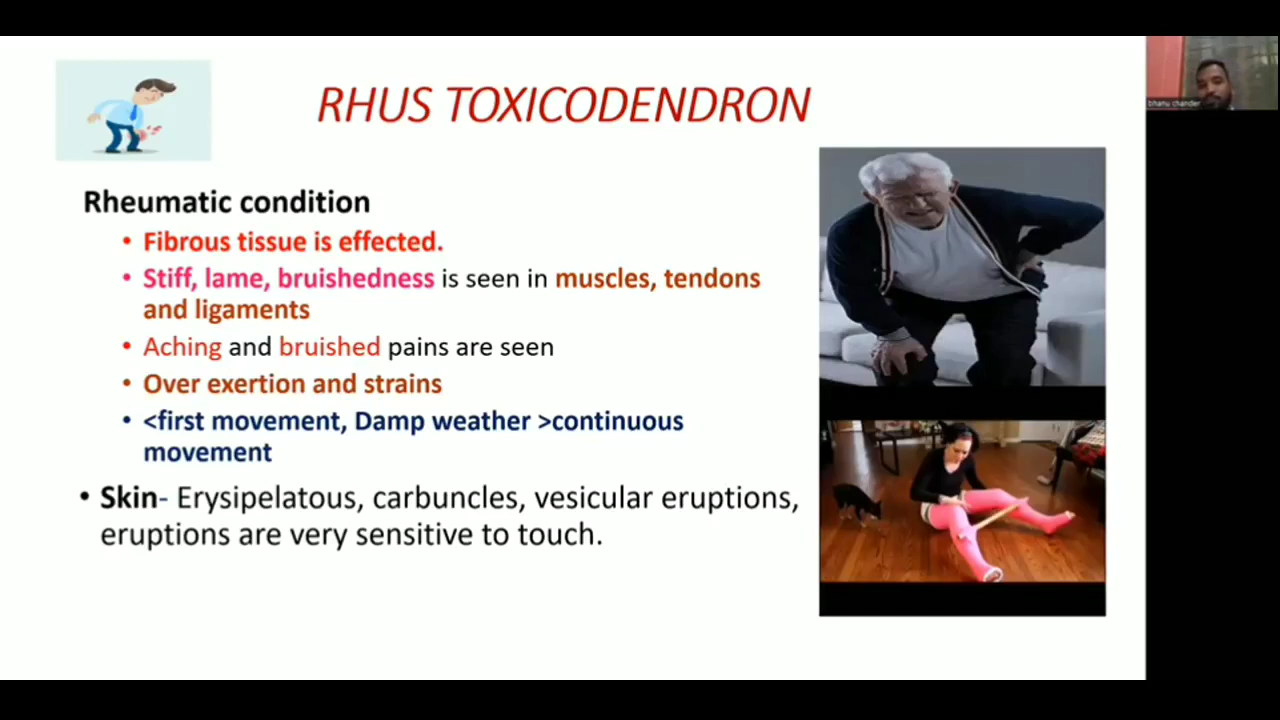 RHUS TOXICODENDRON
bhanu chander
Rheumatic condition
• Fibrous tissue is effected.
• Stiff, lame, bruishedness is seen in muscles, tendons
and ligaments
• Aching and bruished pains are seen
• Over exertion and strains
• <first movement, Damp weather >continuous
movement
• Skin- Erysipelatous, carbuncles, vesicular eruptions,
eruptions are very sensitive to touch.